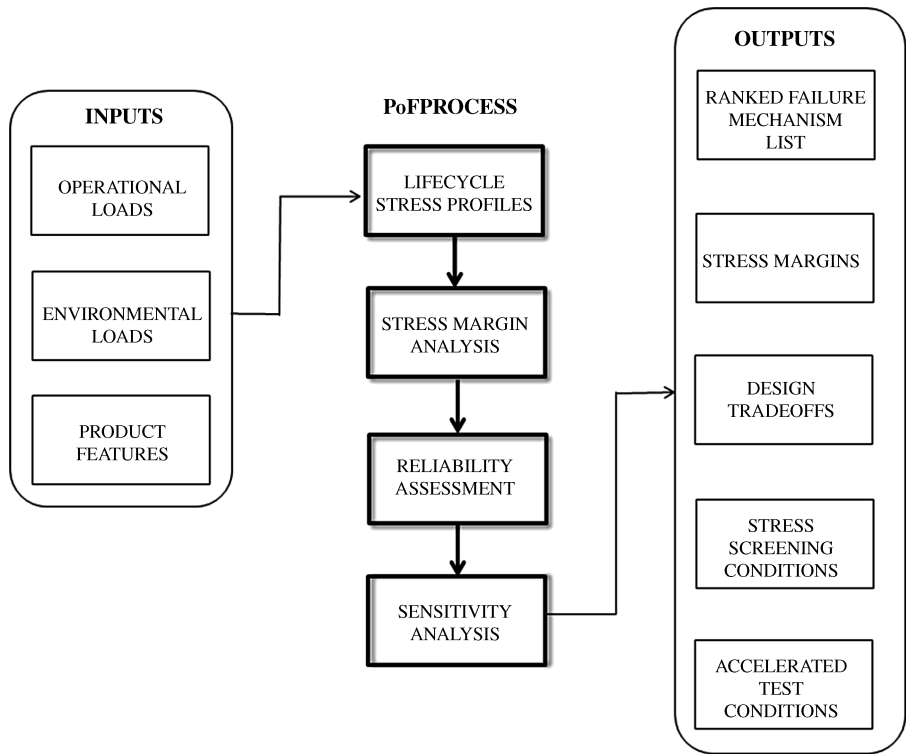 INPUTS
OPERATIONAL
LOADS
ENVIRONMENTAL
LOADS
PRODUCT
FEATURES
PoFPROCESS
LIFECYCLE
STRESS PROFILES
STRESS MARGIN
ANALYSIS
RELIABILITY
ASSESSMENT
SENSITIVITY
ANALYSIS
OUTPUTS
RANKED FAILURE
MECHANISM
LIST
STRESS MARGINS
DESIGN
TRADEOFFS
STRESS
SCREENING
CONDITIONS
ACCELERATED
TEST
CONDITIONS